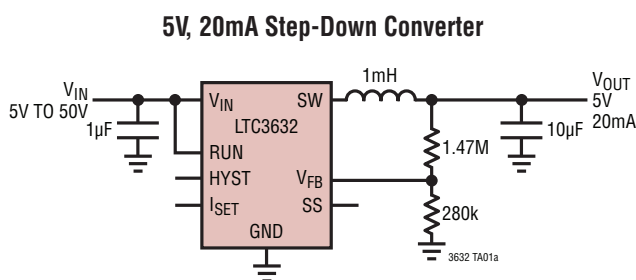 5V, 20mA Step-Down Converter
VIN
5V TO 50V
1µF
VIN
RUN
HYST
ISET
LTC3632
GND
SW
VFB
SS
1mH
1.47M
280k
10µF
VOUT
5V
20mA
3632 TA01a